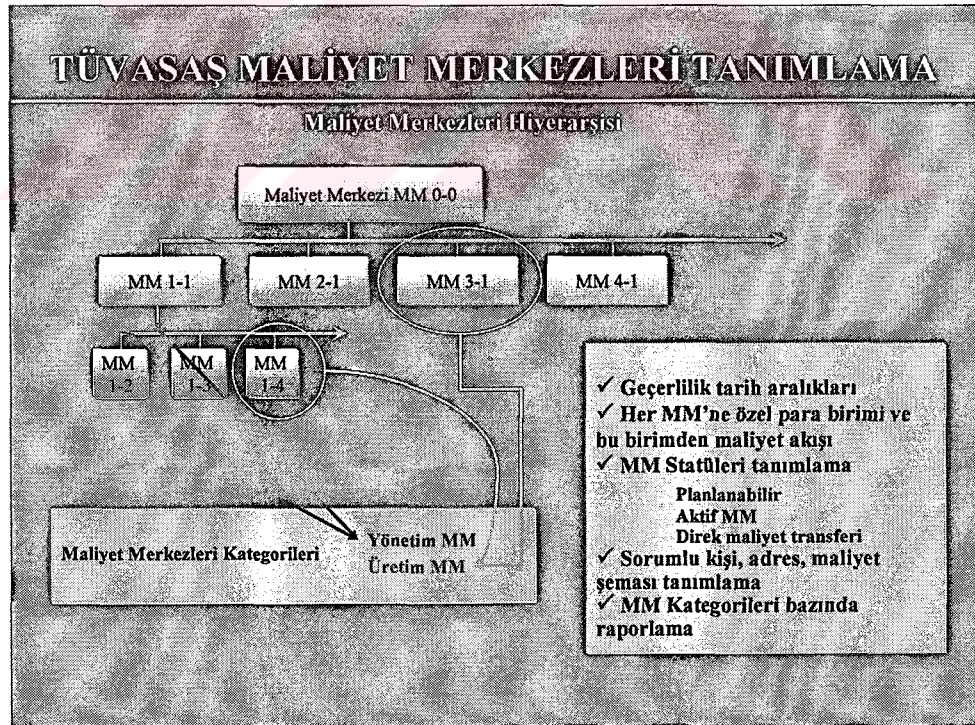 TÜVASAŞ MALİYET MERKEZLERİ TANIMLAMA
Maliyet Merkezleri Hiyerarşisi
Maliyet Merkezi MM 0-0
MM 1-1
MM 2-1
MM 3-1
MM 4-1
MM
1-2
MM
1-3
MM
1-4
Maliyet Merkezleri Kategorileri
Yönetim MM
Üretim MM
✓ Geçerlilik tarih aralıkları
✓ Her MM'ne özel para birimi ve
bu birimden maliyet akışı
✓ MM Statüleri tanımlama
Planlanabilir
Aktif MM
Direk maliyet transferi
✓ Sorumlu kişi, adres, maliyet
şeması tanımlama
✓ MM Kategorileri bazında
raporlama